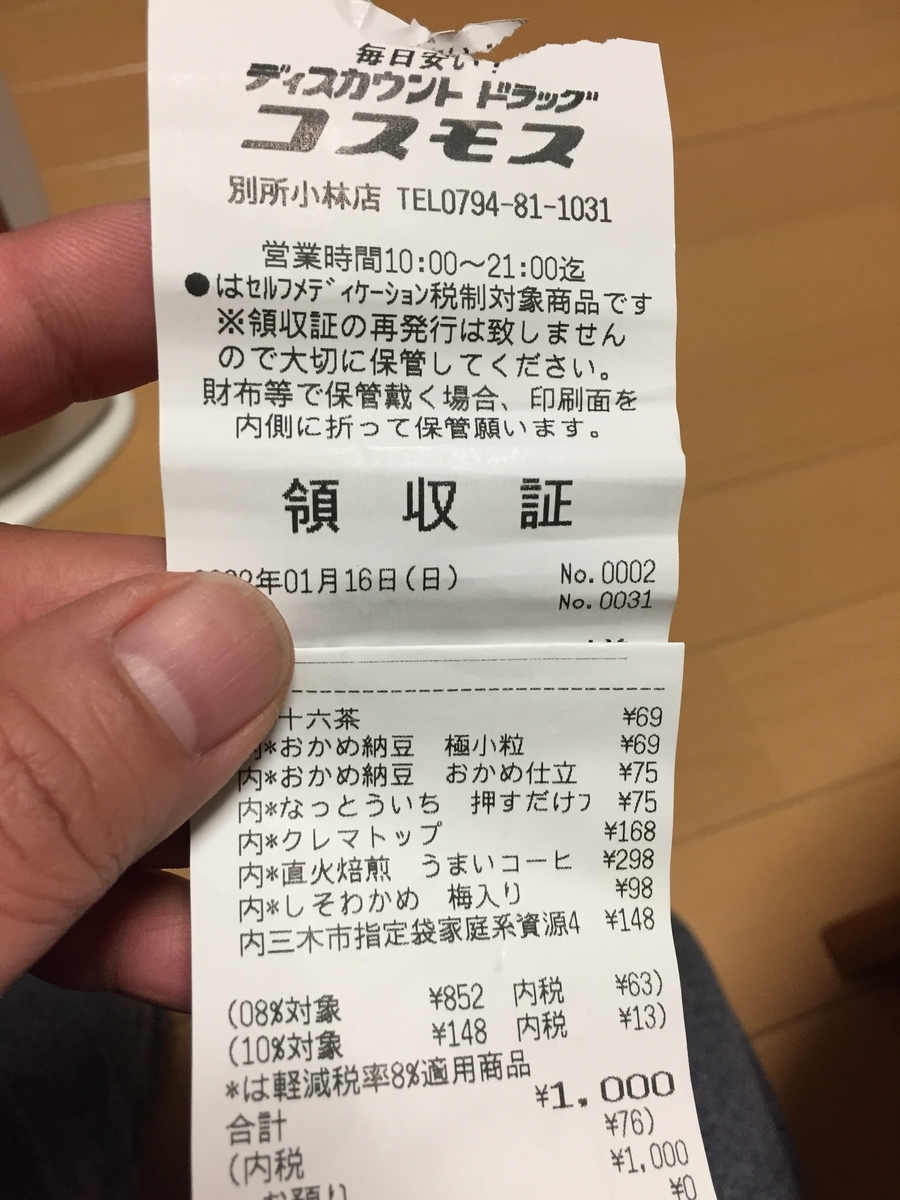 毎日安い!
ディスカウント ドラッグ
コスモス
別所小林店 TEL0794-81-1031
営業時間10:00～21:00迄
●はセルフメディケーション税制対象商品です
※領収証の再発行は致しません
ので大切に保管してください。
財布等で保管戴く場合、印刷面を
内側に折って保管願います。
領 収 証
年01月16日(日) No.0002
No.0031
十六茶 ¥69
内*おかめ納豆 極小粒 ¥69
内*おかめ納豆 おかめ仕立 ¥75
内*なっとういち 押すだけフ ¥75
内*クレマトップ ¥168
内*直火焙煎 うまいコーヒ ¥298
内*しそわかめ 梅入り ¥98
内三木市指定袋家庭系資源4 ¥148
(08%対象 ¥852 内税 ¥63)
(10%対象 ¥148 内税 ¥13)
*は軽減税率8%適用商品
合計 ¥1,000
(内税 ¥76)
お預り ¥1,000
¥0